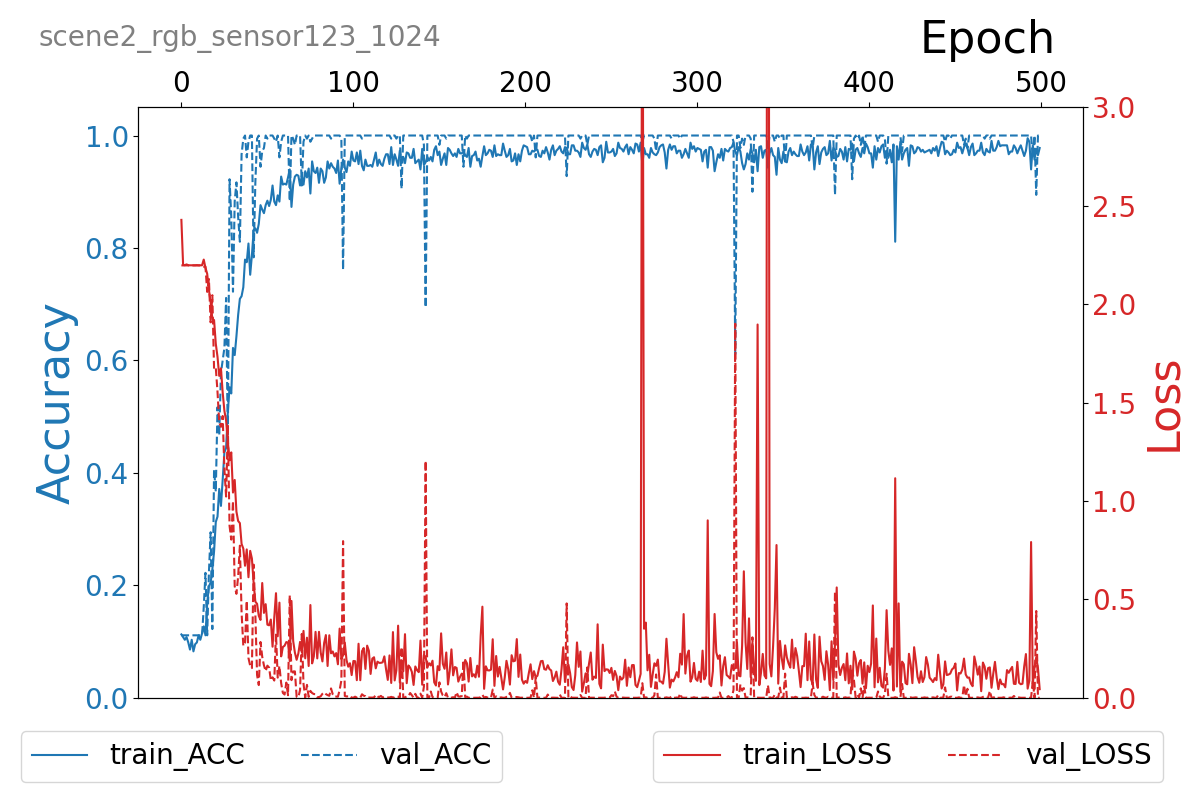 scene2_rgb_sensor123_1024
Epoch
0 100 200 300 400 500
1.0
0.8
0.6
0.4
0.2
0.0
Accuracy
3.0
2.5
2.0
1.5
1.0
0.5
0.0
Loss
train_ACC val_ACC
train_LOSS val_LOSS